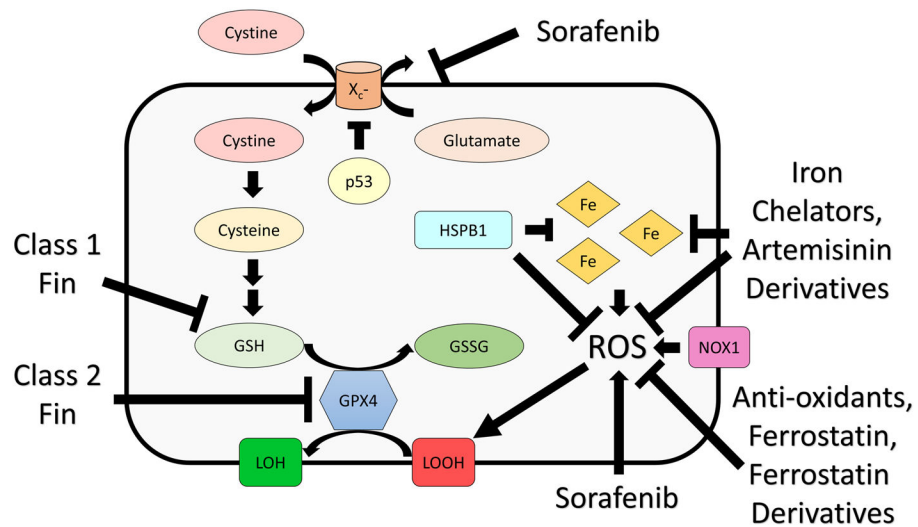 Cystine
Sorafenib
Xc-
Cystine
Glutamate
p53
Iron
Chelators,
Artemisinin
Derivatives
Fe
Fe
Fe
HSPB1
Cysteine
Class 1
Fin
GSH
GSSG
ROS
NOX1
Class 2
Fin
GPX4
Anti-oxidants,
Ferrostatin,
Ferrostatin
Derivatives
LOH
LOOH
Sorafenib